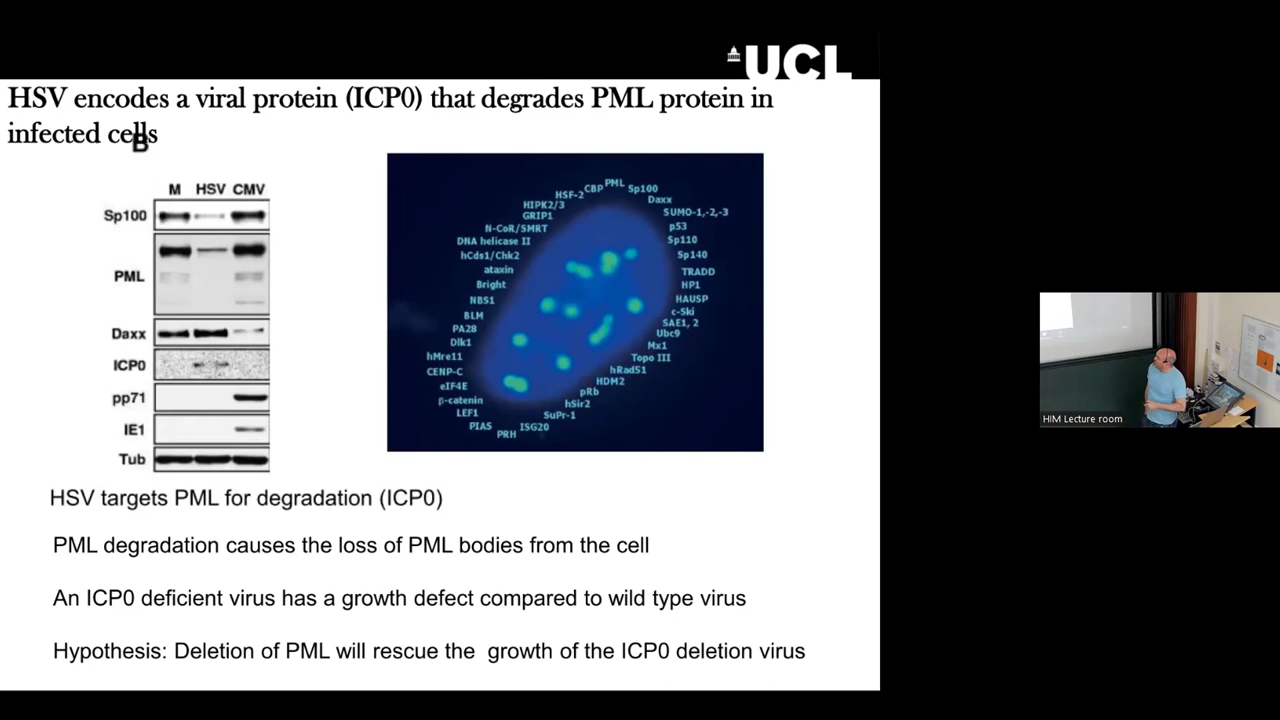 UCL
HSV encodes a viral protein (ICP0) that degrades PML protein in
infected cells
B
M HSV CMV
Sp100
PML
Daxx
ICP0
pp71
IE1
Tub
PML
CBP
HSF-2
HIPK2/3
GRIP1
N-CoR/SMRT
DNA helicase II
hCds1/Chk2
ataxin
Bright
NBS1
BLM
PA28
Dlk1
hMre11
CENP-C
eIF4E
β-catenin
LEF1
PIAS
PRH
Sp100
Daxx
SUMO-1,-2,-3
p53
Sp110
Sp140
TRADD
HP1
HAUSP
c-Ski
SAE1, 2
Ubc9
Mx1
Topo III
hRad51
HDM2
pRb
hSir2
SuPr-1
ISG20
HSV targets PML for degradation (ICP0)
PML degradation causes the loss of PML bodies from the cell
An ICP0 deficient virus has a growth defect compared to wild type virus
Hypothesis: Deletion of PML will rescue the growth of the ICP0 deletion virus
HIM Lecture room